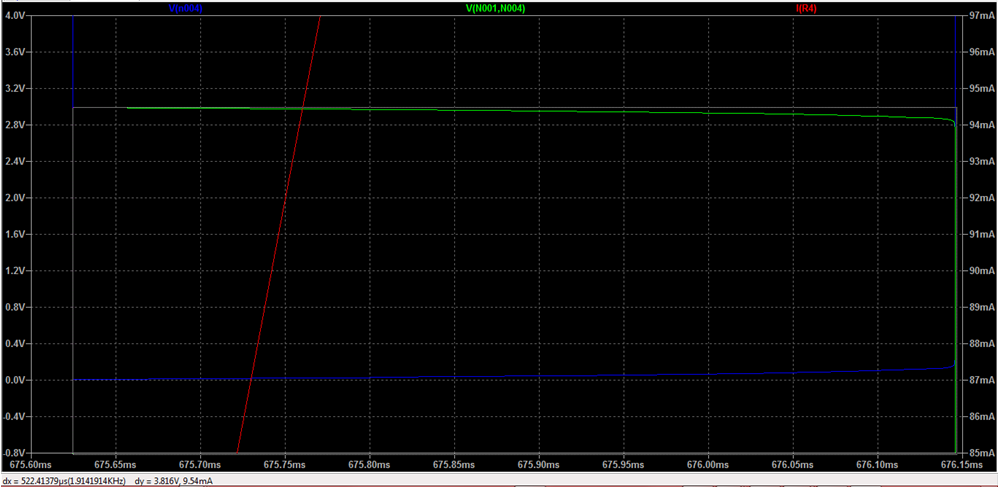 V(n004) V(N001,N004) I(R4)
4.0V 97mA
3.6V 96mA
3.2V 95mA
2.8V 94mA
2.4V 93mA
2.0V 92mA
1.6V 91mA
1.2V 90mA
0.8V 89mA
0.4V 88mA
0.0V 87mA
-0.4V 86mA
-0.8V 85mA
675.60ms 675.65ms 675.70ms 675.75ms 675.80ms 675.85ms 675.90ms 675.95ms 676.00ms 676.05ms 676.10ms 676.15ms
dx = 522.41379µs(1.9141914KHz) dy = 3.816V, 9.54mA